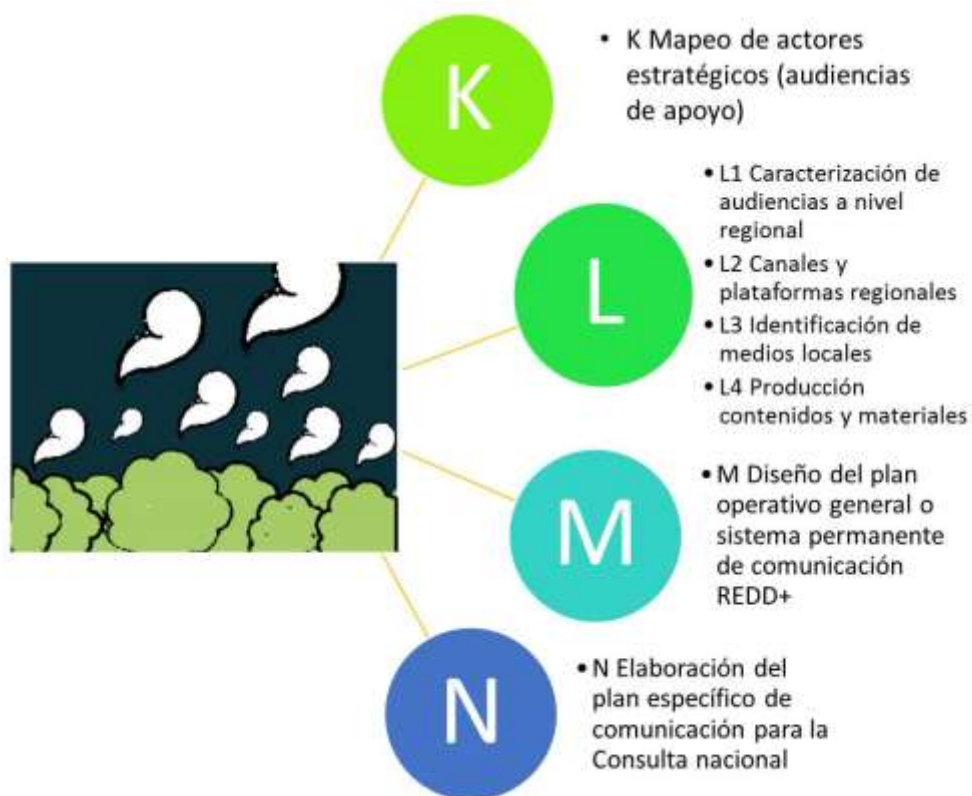 K
• K Mapeo de actores
estratégicos (audiencias
de apoyo)
L
• L1 Caracterización de
audiencias a nivel
regional
• L2 Canales y
plataformas regionales
• L3 Identificación de
medios locales
• L4 Producción
contenidos y materiales
M
• M Diseño del plan
operativo general o
sistema permanente
de comunicación
REDD+
N
• N Elaboración del
plan específico de
comunicación para la
Consulta nacional